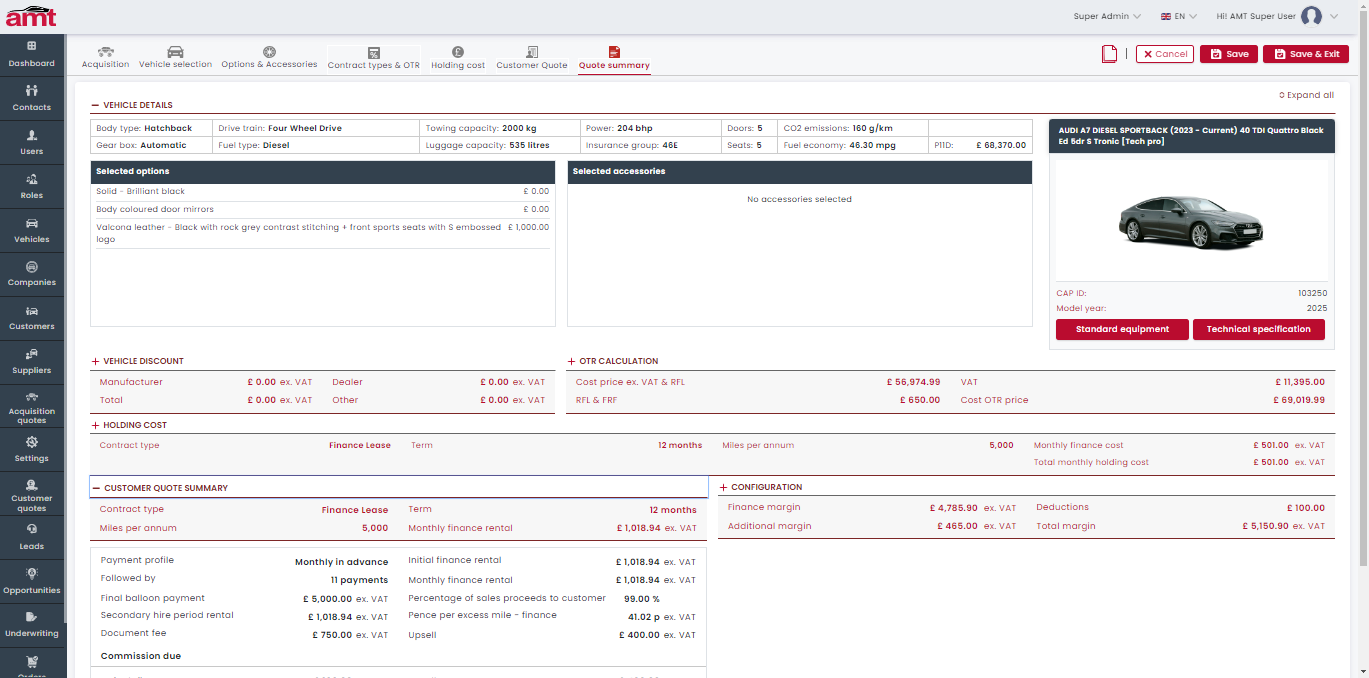 amt
Super Admin
EN
Hi! AMT Super User
Dashboard
Contacts
Users
Roles
Vehicles
Companies
Customers
Suppliers
Acquisition quotes
Settings
Customer quotes
Leads
Opportunities
Underwriting
Acquisition
Vehicle selection
Options & Accessories
Contract types & OTR
Holding cost
Customer Quote
Quote summary
Cancel
Save
Save & Exit
Expand all
VEHICLE DETAILS
Body type: Hatchback Drive train: Four Wheel Drive Towing capacity: 2000 kg Power: 204 bhp Doors: 5 CO2 emissions: 160 g/km
Gear box: Automatic Fuel type: Diesel Luggage capacity: 535 litres Insurance group: 46E Seats: 5 Fuel economy: 46.30 mpg P11D: £ 68,370.00
Selected options
Solid - Brilliant black £ 0.00
Body coloured door mirrors £ 0.00
Valcona leather - Black with rock grey contrast stitching + front sports seats with S embossed £ 1,000.00
logo
Selected accessories
No accessories selected
AUDI A7 DIESEL SPORTBACK (2023 - Current) 40 TDI Quattro Black
Ed 5dr S Tronic [Tech pro]
CAP ID: 103250
Model year: 2025
Standard equipment
Technical specification
VEHICLE DISCOUNT
Manufacturer £ 0.00 ex. VAT Dealer £ 0.00 ex. VAT
Total £ 0.00 ex. VAT Other £ 0.00 ex. VAT
OTR CALCULATION
Cost price ex. VAT & RFL £ 56,974.99 VAT £ 11,395.00
RFL & FRF £ 650.00 Cost OTR price £ 69,019.99
HOLDING COST
Contract type Finance Lease Term 12 months Miles per annum 5,000 Monthly finance cost £ 501.00 ex. VAT
Total monthly holding cost £ 501.00 ex. VAT
CUSTOMER QUOTE SUMMARY
Contract type Finance Lease Term 12 months
Miles per annum 5,000 Monthly finance rental £ 1,018.94 ex. VAT
CONFIGURATION
Finance margin £ 4,785.90 ex. VAT Deductions £ 100.00
Additional margin £ 465.00 ex. VAT Total margin £ 5,150.90 ex. VAT
Payment profile Monthly in advance Initial finance rental £ 1,018.94 ex. VAT
Followed by 11 payments Monthly finance rental £ 1,018.94 ex. VAT
Final balloon payment £ 5,000.00 ex. VAT Percentage of sales proceeds to customer 99.00 %
Secondary hire period rental £ 1,018.94 ex. VAT Pence per excess mile - finance 41.02 p ex. VAT
Document fee £ 750.00 ex. VAT Upsell £ 400.00 ex. VAT
Commission due